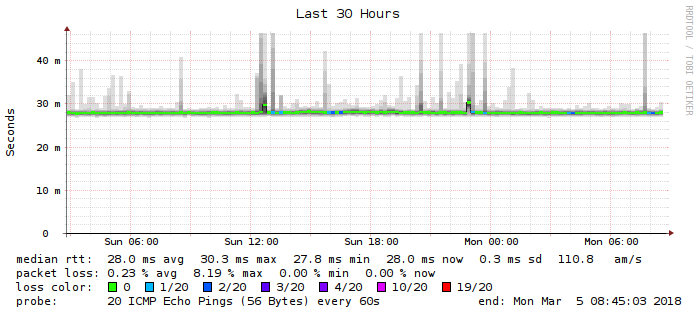 Last 30 Hours
RRDTOOL / TOBI OETIKER
Seconds
40 m
30 m
20 m
10 m
0
Sun 06:00 Sun 12:00 Sun 18:00 Mon 00:00 Mon 06:00
median rtt: 28.0 ms avg 30.3 ms max 27.8 ms min 28.0 ms now 0.3 ms sd 110.8 am/s
packet loss: 0.23 % avg 8.19 % max 0.00 % min 0.00 % now
loss color: 0 1/20 2/20 3/20 4/20 10/20 19/20
probe: 20 ICMP Echo Pings (56 Bytes) every 60s end: Mon Mar 5 08:45:03 2018